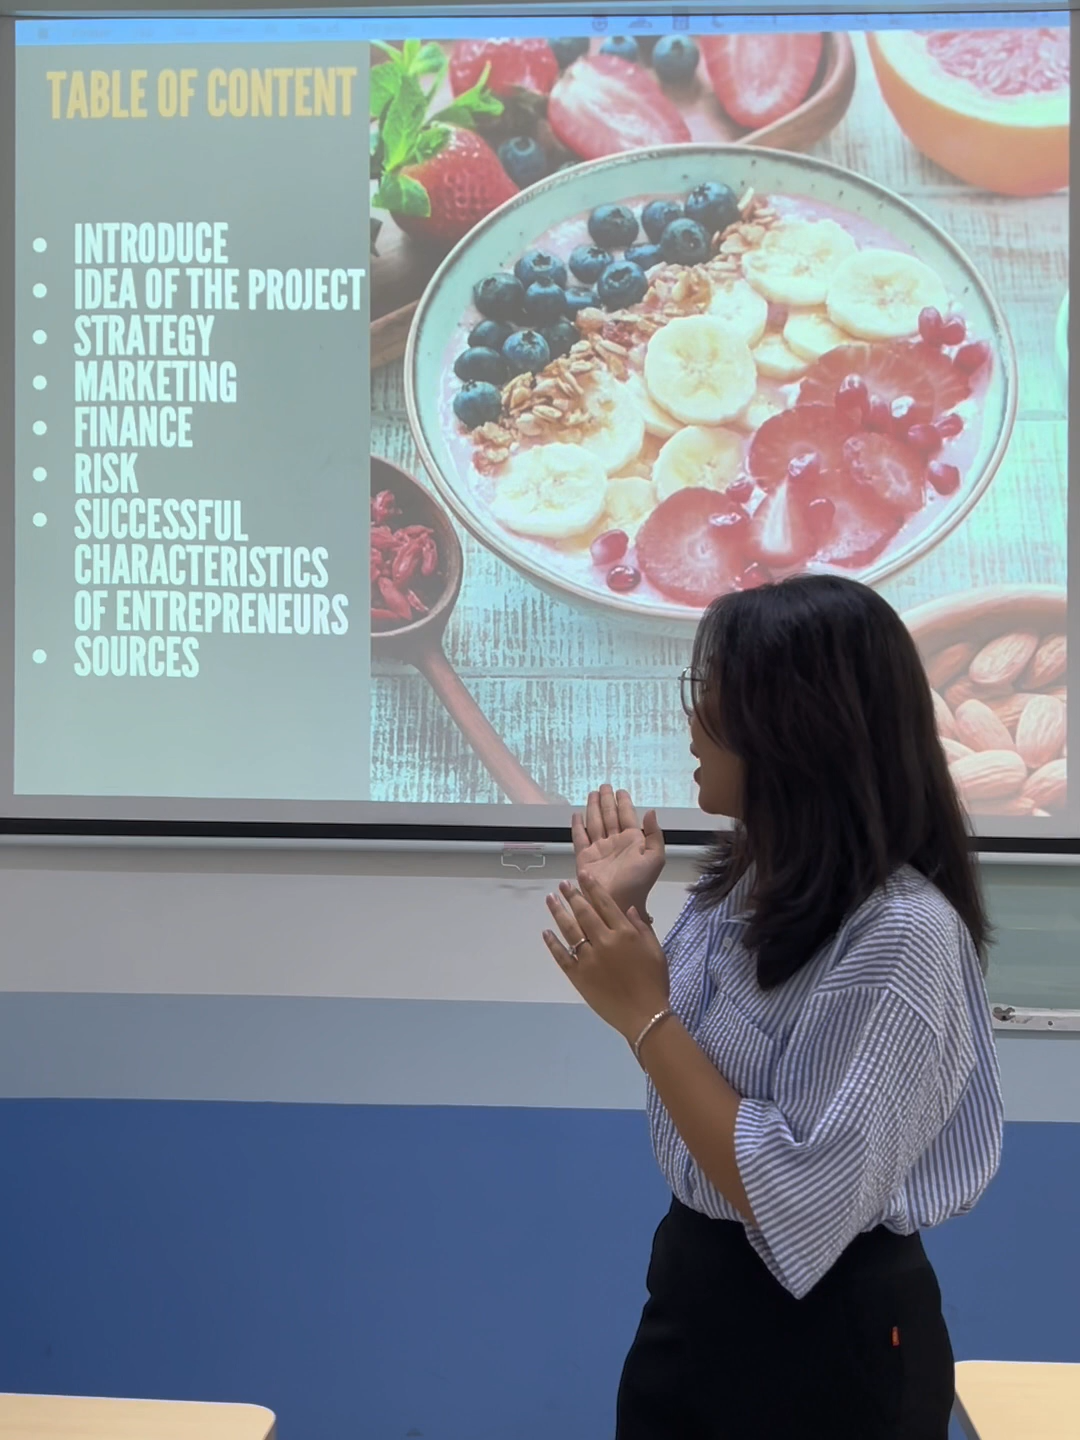 TABLE OF CONTENT
• INTRODUCE
• IDEA OF THE PROJECT
• STRATEGY
• MARKETING
• FINANCE
• RISK
• SUCCESSFUL
CHARACTERISTICS
OF ENTREPRENEURS
• SOURCES